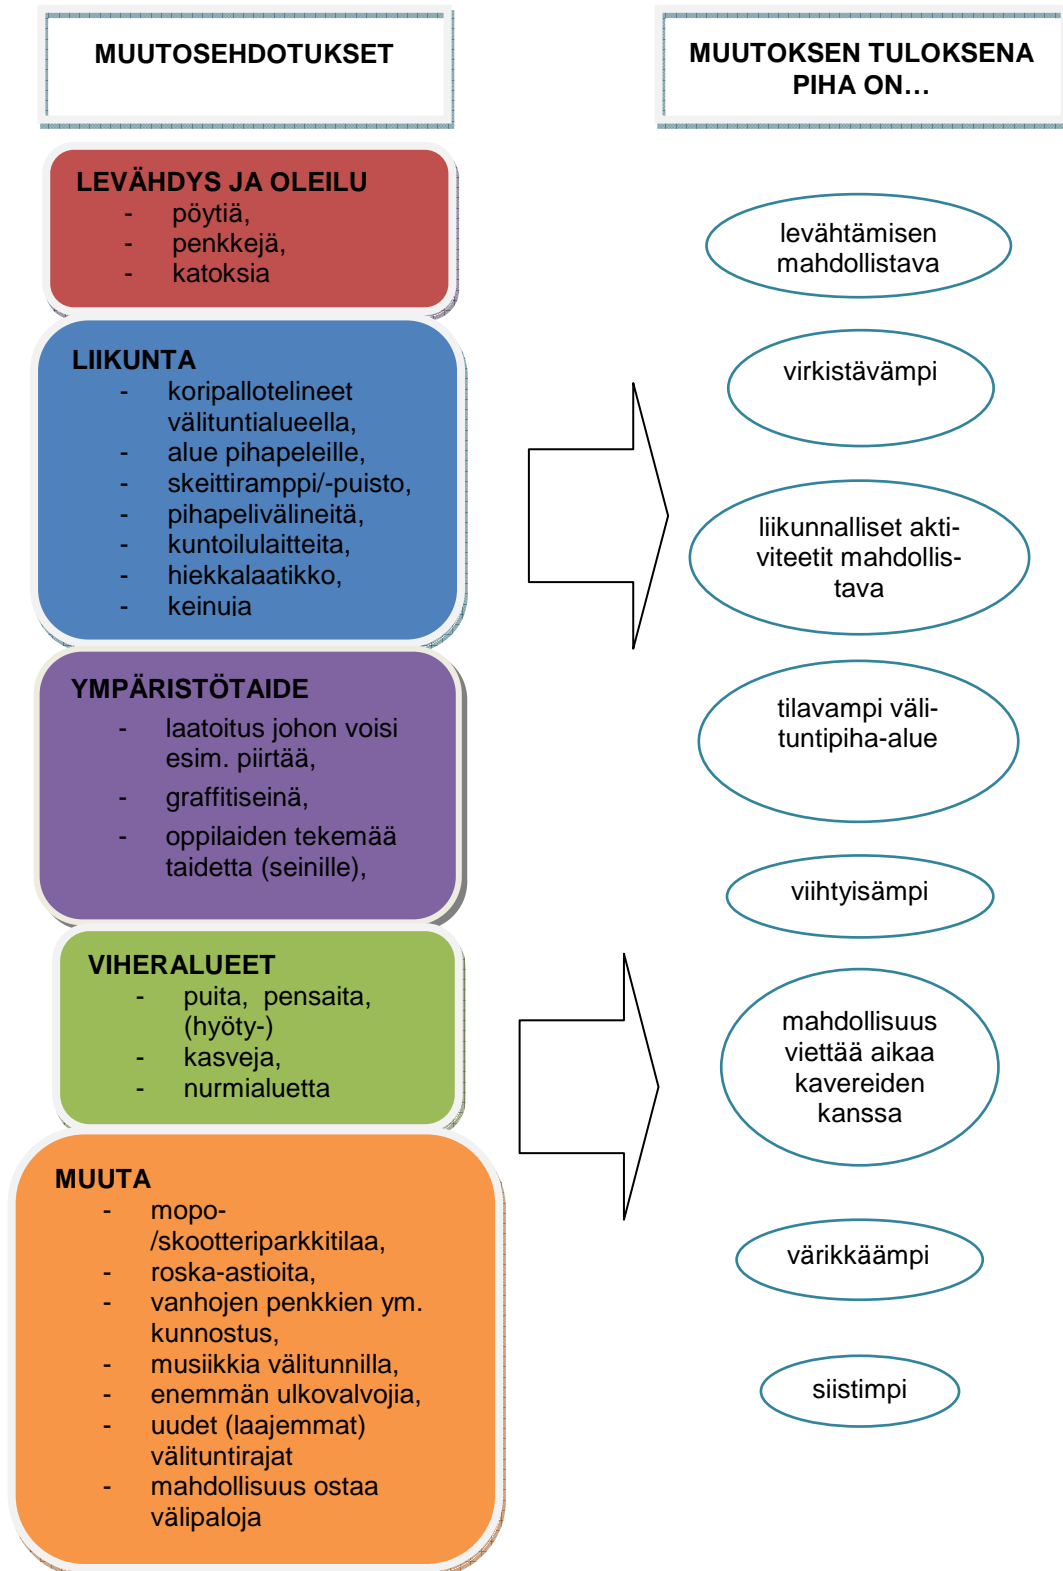 MUUTOSEHDOTUKSET
LEVÄHDYS JA OLEILU
- pöytiä,
- penkkejä,
- katoksia
LIIKUNTA
- koripallotelineet
välituntialueella,
- alue pihapeleille,
- skeittiramppi/-puisto,
- pihapelivälineitä,
- kuntoilulaitteita,
- hiekkalaatikko,
- keinuja
YMPÄRISTÖTAIDE
- laatoitus johon voisi
esim. piirtää,
- graffitiseinä,
- oppilaiden tekemää
taidetta (seinille),
VIHERALUEET
- puita, pensaita,
(hyöty-)
- kasveja,
- nurmialuetta
MUUTA
- mopo-
/skootteriparkkitilaa,
- roska-astioita,
- vanhojen penkkien ym.
kunnostus,
- musiikkia välitunnilla,
- enemmän ulkovalvojia,
- uudet (laajemmat)
välituntirajat
- mahdollisuus ostaa
välipaloja
MUUTOKSEN TULOKSENA
PIHA ON…
levähtämisen
mahdollistava
virkistävämpi
liikunnalliset akti-
viteetit mahdollis-
tava
tilavampi väli-
tuntipiha-alue
viihtyisämpi
mahdollisuus
viettää aikaa
kavereiden
kanssa
värikkäämpi
siistimpi